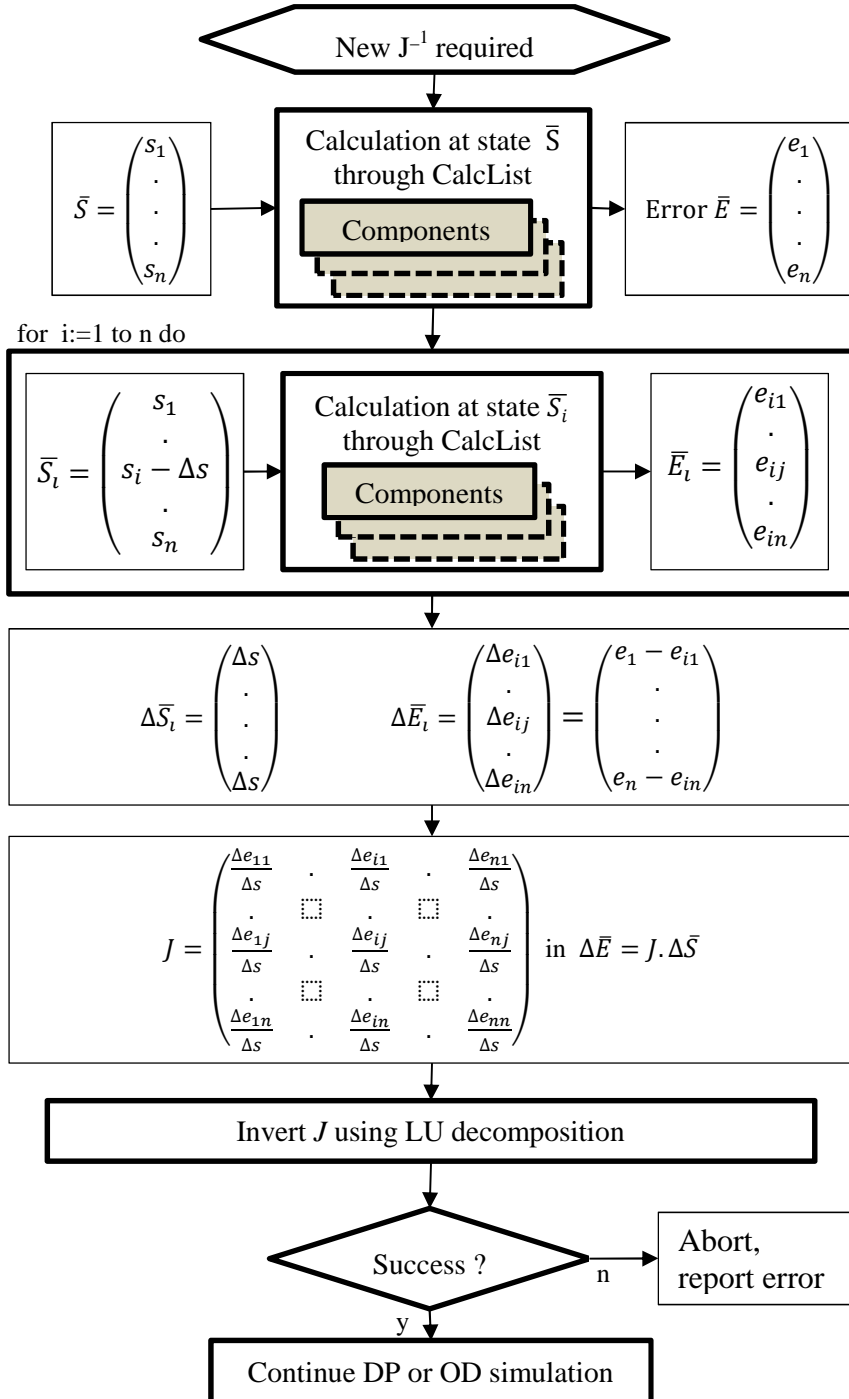 New J⁻¹ required
S̄ = (s₁ . . . sₙ)
Calculation at state S̄
through CalcList
Components
Error Ē = (e₁ . . . eₙ)
for i:=1 to n do
S̄ᵢ = (s₁ . sᵢ − Δs . sₙ)
Calculation at state S̄ᵢ
through CalcList
Components
Ēᵢ = (eᵢ₁ . eᵢⱼ . eᵢₙ)
ΔS̄ᵢ = (Δs . . . Δs)
ΔĒᵢ = (Δeᵢ₁ . Δeᵢⱼ . Δeᵢₙ) = (e₁ − eᵢ₁ . . . eₙ − eᵢₙ)
J = (Δe₁₁/Δs . Δeᵢ₁/Δs . Δeₙ₁/Δs
. ⬚ . ⬚ .
Δe₁ⱼ/Δs . Δeᵢⱼ/Δs . Δeₙⱼ/Δs
. ⬚ . ⬚ .
Δe₁ₙ/Δs . Δeᵢₙ/Δs . Δeₙₙ/Δs) in ΔĒ = J.ΔS̄
Invert J using LU decomposition
Success ?
n
Abort,
report error
y
Continue DP or OD simulation